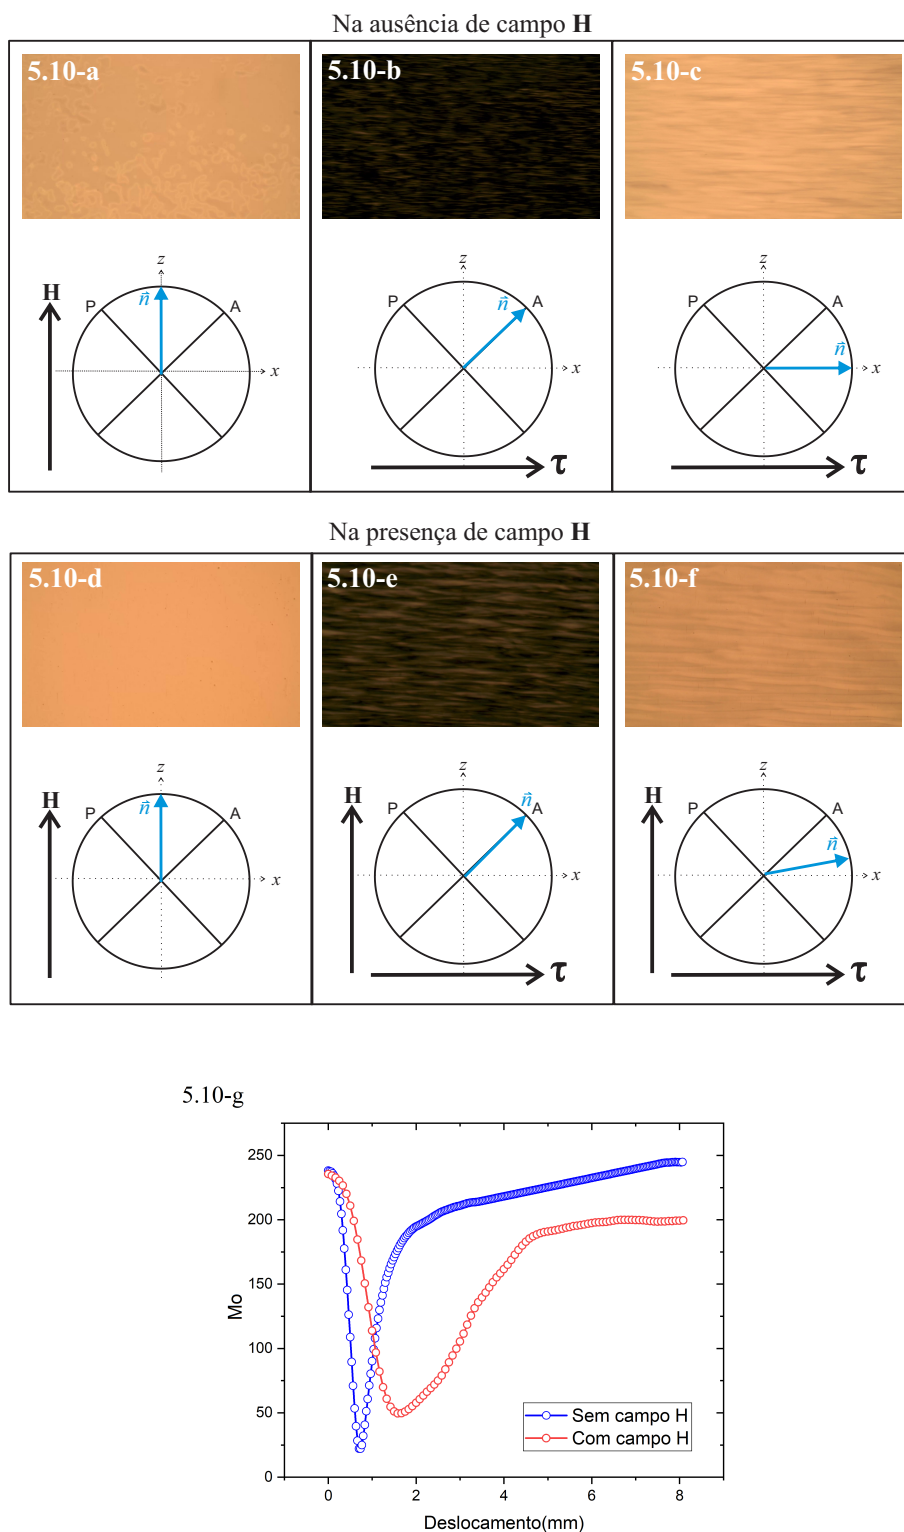 Na ausência de campo H
5.10-a
5.10-b
5.10-c
z
H
n⃗
P
A
x
z
n⃗
P
A
x
τ
z
n⃗
P
A
x
τ
Na presença de campo H
5.10-d
5.10-e
5.10-f
z
H
n⃗
P
A
x
z
H
n⃗
P
A
x
τ
z
H
n⃗
P
A
x
τ
5.10-g
250
200
150
100
50
0
Mo
Sem campo H
Com campo H
0 2 4 6 8
Deslocamento(mm)